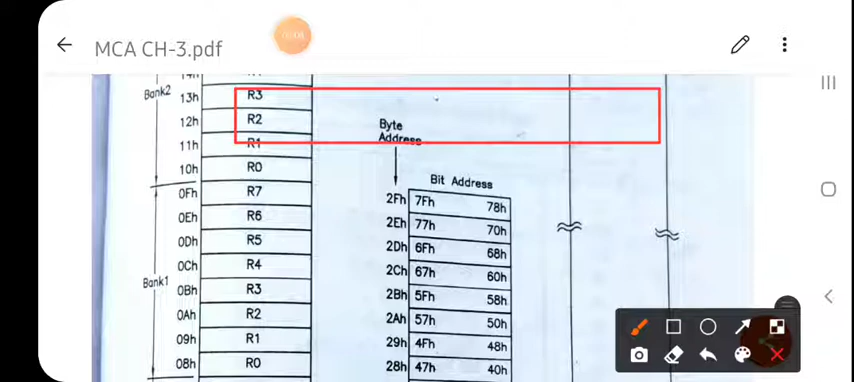 MCA CH-3.pdf
Bank2
13h R3
12h R2
11h R1
10h R0
0Fh R7
0Eh R6
0Dh R5
Bank1
0Ch R4
0Bh R3
0Ah R2
09h R1
08h R0
Byte
Address
Bit Address
2Fh 7Fh 78h
2Eh 77h 70h
2Dh 6Fh 68h
2Ch 67h 60h
2Bh 5Fh 58h
2Ah 57h 50h
29h 4Fh 48h
28h 47h 40h